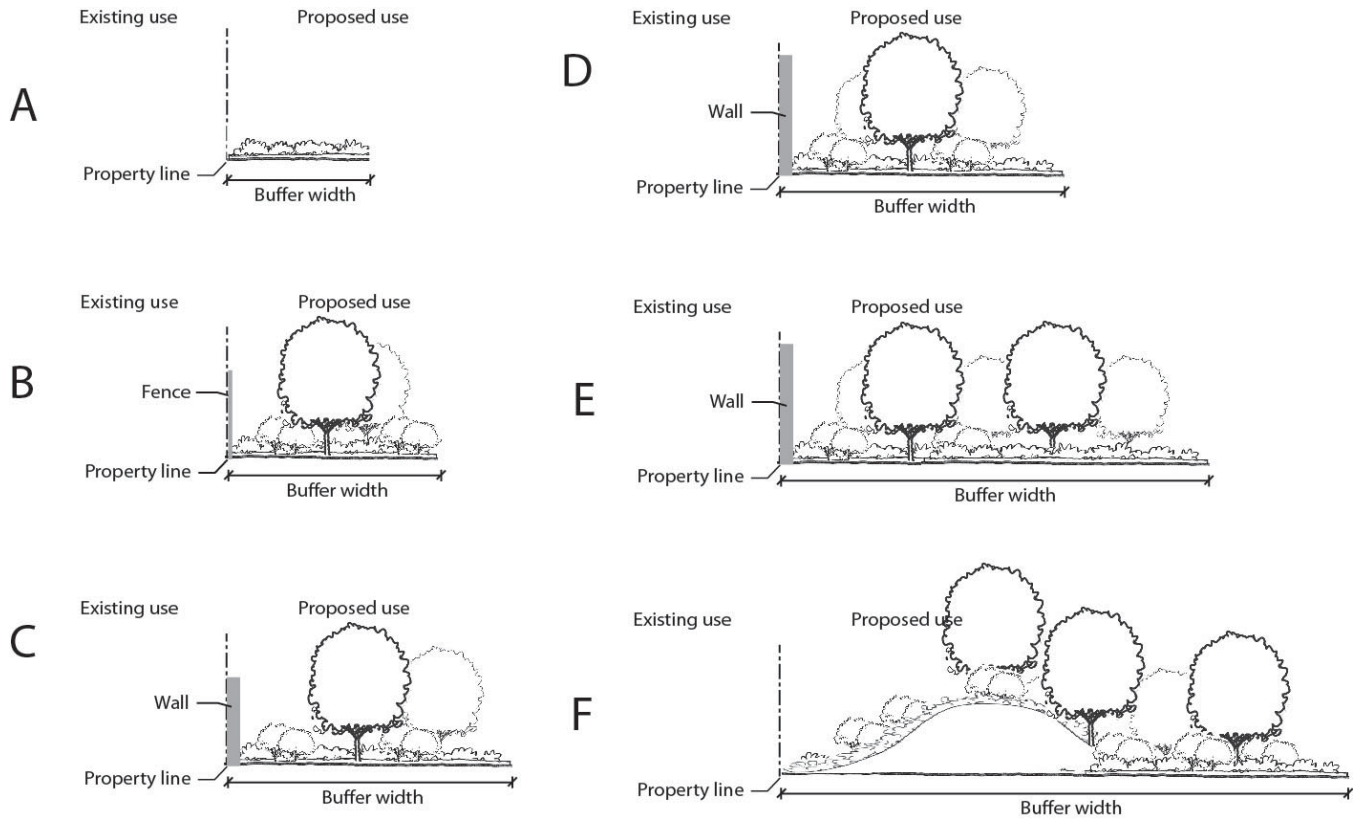 Existing use
Proposed use
A
Property line
Buffer width
Existing use
Proposed use
B
Fence
Property line
Buffer width
Existing use
Proposed use
C
Wall
Property line
Buffer width
Existing use
Proposed use
D
Wall
Property line
Buffer width
Existing use
Proposed use
E
Wall
Property line
Buffer width
Existing use
Proposed use
F
Property line
Buffer width